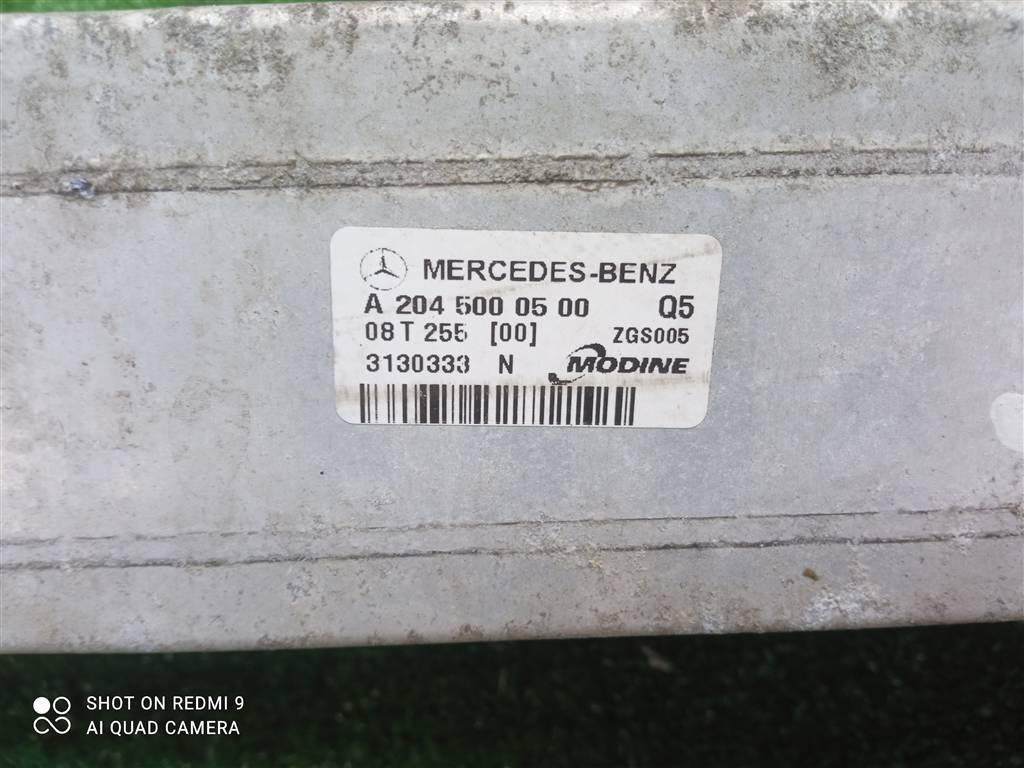 MERCEDES-BENZ
A 204 500 05 00 Q5
08 T 255 [00] ZGS005
3130333 N MODINE
SHOT ON REDMI 9
AI QUAD CAMERA